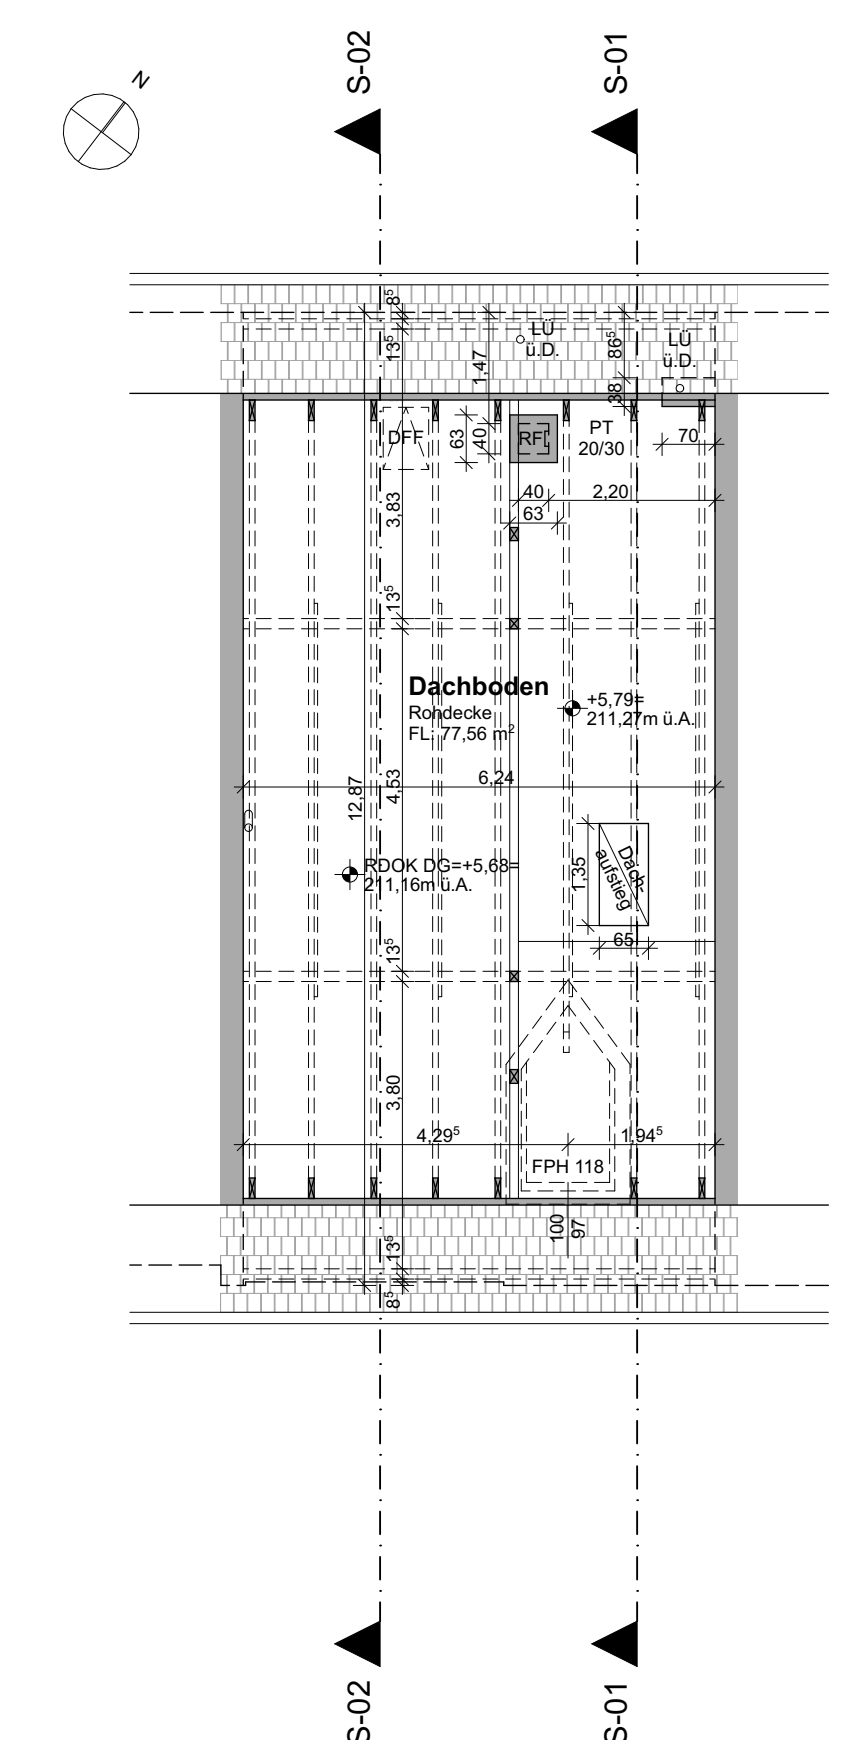 S-02
S-01
N
8⁵
13⁵
1,47
LÜ
ü.D.
86⁵
LÜ
ü.D.
38
DFF
63
40
RF
PT
20/30
70
3,83
40
2,20
63
13⁵
Dachboden
Rohdecke
FL: 77,56 m²
+5,79=
211,27m ü.A.
12,87
4,53
6,24
RDOK DG=+5,68=
211,16m ü.A.
1,35
Dach-
aufstieg
65
13⁵
3,80
4,29⁵
1,94⁵
FPH 118
100
97
13⁵
8⁵
S-02
S-01